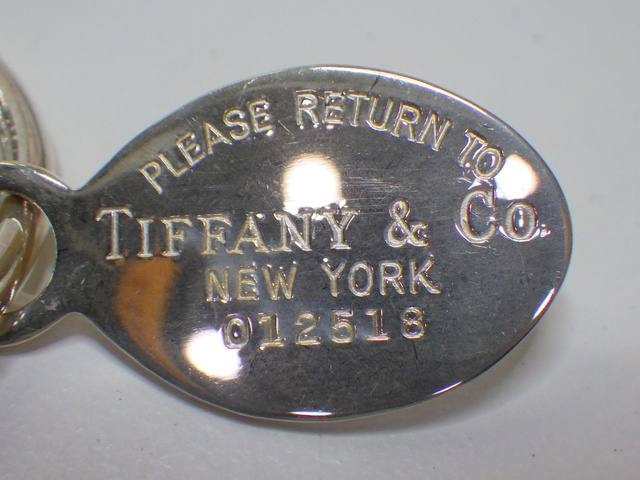 PLEASE RETURN TO
TIFFANY & CO.
NEW YORK
012518